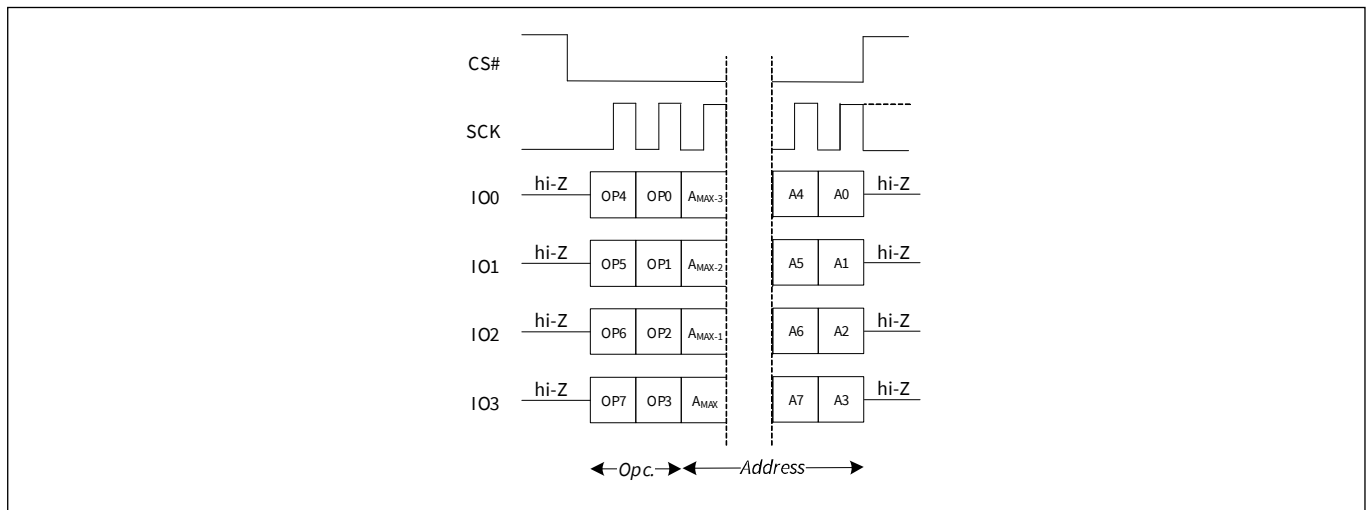 CS#
SCK
IO0 hi-Z OP4 OP0 AMAX-3 A4 A0 hi-Z
IO1 hi-Z OP5 OP1 AMAX-2 A5 A1 hi-Z
IO2 hi-Z OP6 OP2 AMAX-1 A6 A2 hi-Z
IO3 hi-Z OP7 OP3 AMAX A7 A3 hi-Z
Opc. Address